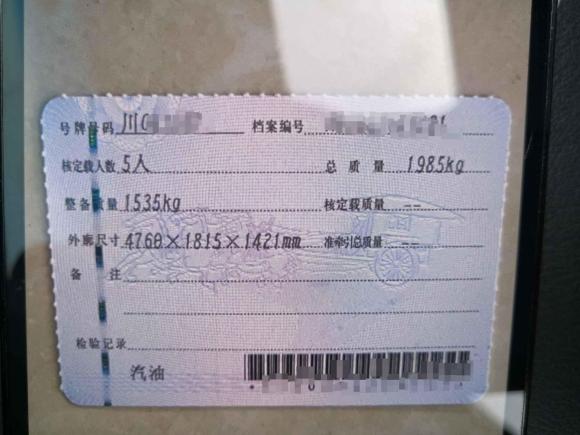 号牌号码 川C 档案编号
核定载人数 5人 总质量 1985kg
整备质量 1535kg 核定载质量 --
外廓尺寸 4760×1815×1421mm 准牵引总质量 --
备注
检验记录
汽油